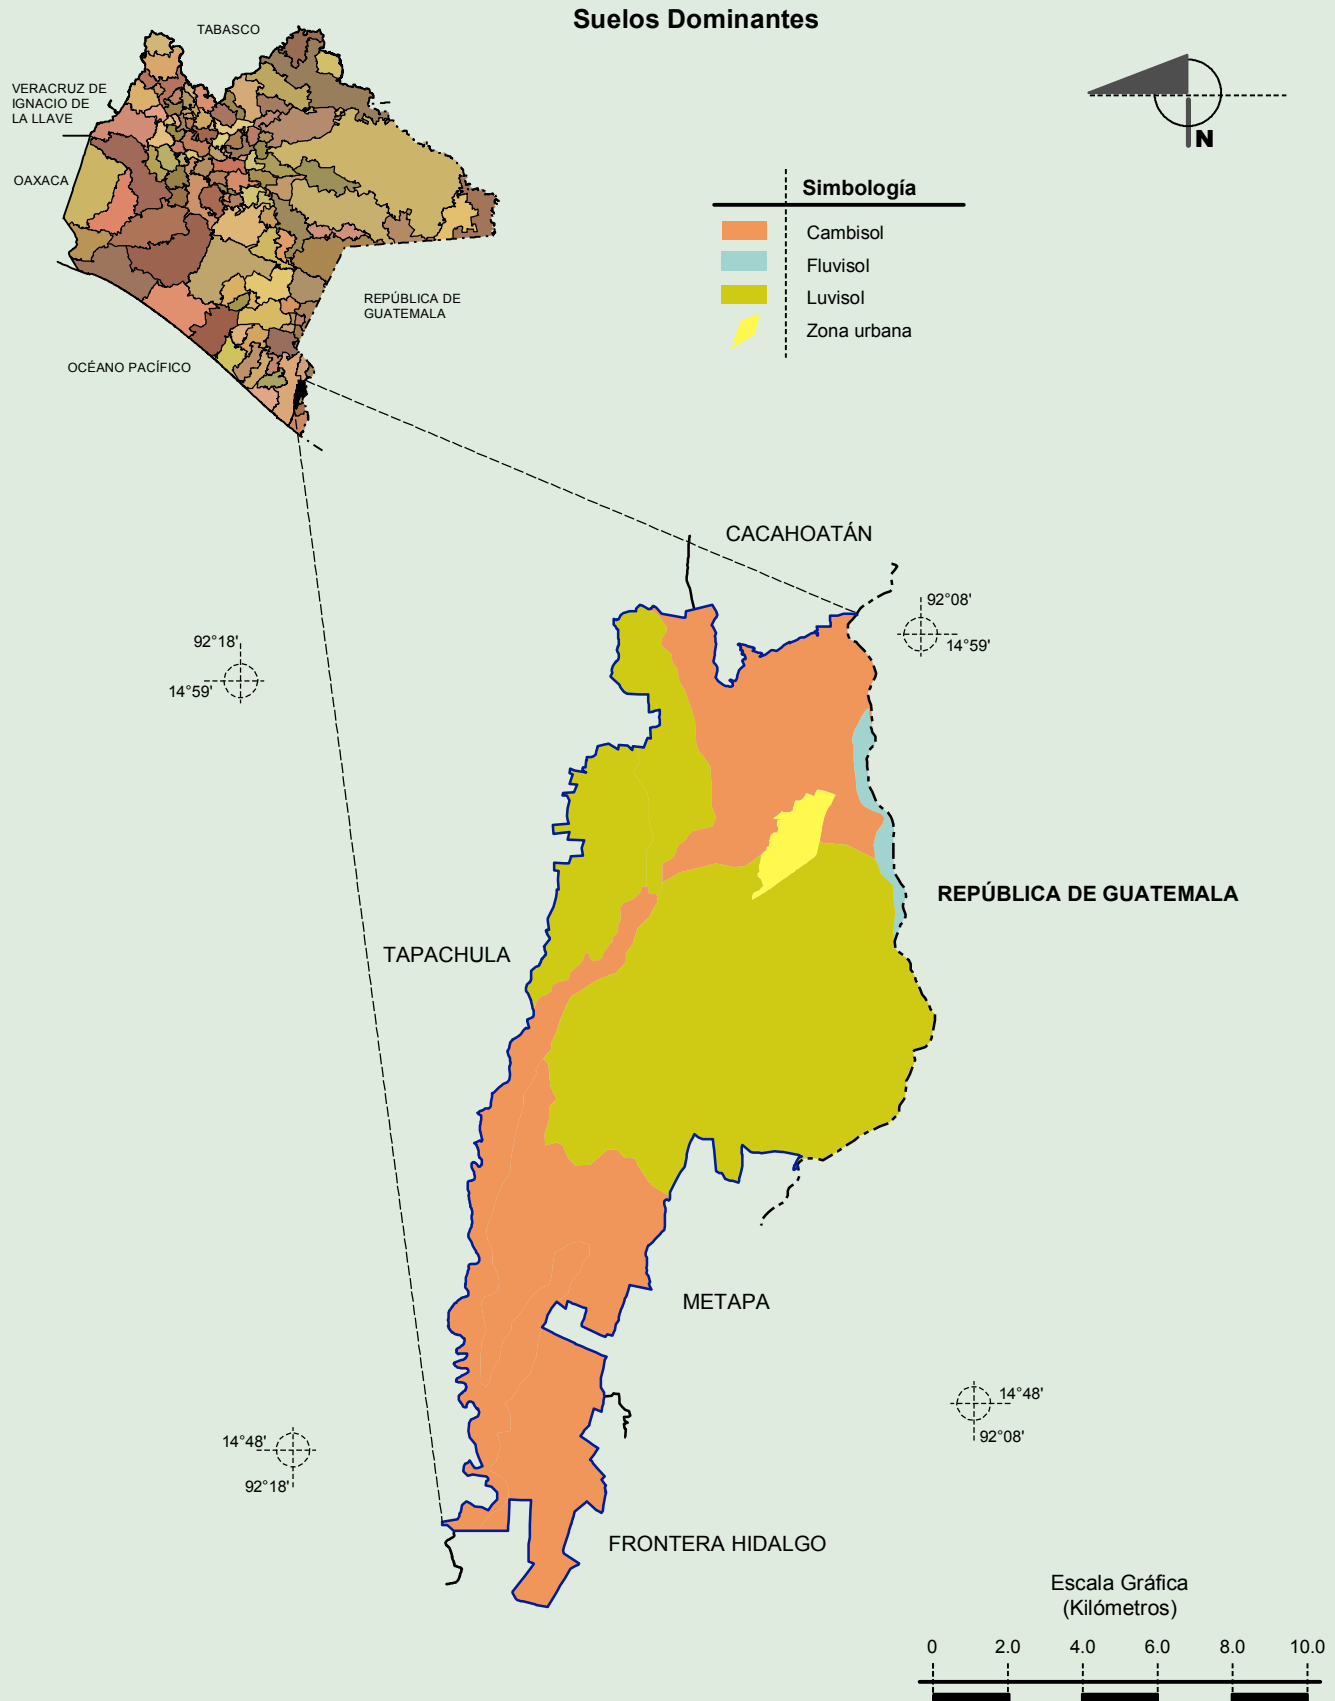 Suelos Dominantes
TABASCO
VERACRUZ DE
IGNACIO DE
LA LLAVE
OAXACA
REPÚBLICA DE
GUATEMALA
OCÉANO PACÍFICO
N
Simbología
Cambisol
Fluvisol
Luvisol
Zona urbana
CACAHOATÁN
92°08'
14°59'
92°18'
14°59'
REPÚBLICA DE GUATEMALA
TAPACHULA
METAPA
14°48'
92°08'
14°48'
92°18'
FRONTERA HIDALGO
Escala Gráfica
(Kilómetros)
0 2.0 4.0 6.0 8.0 10.0